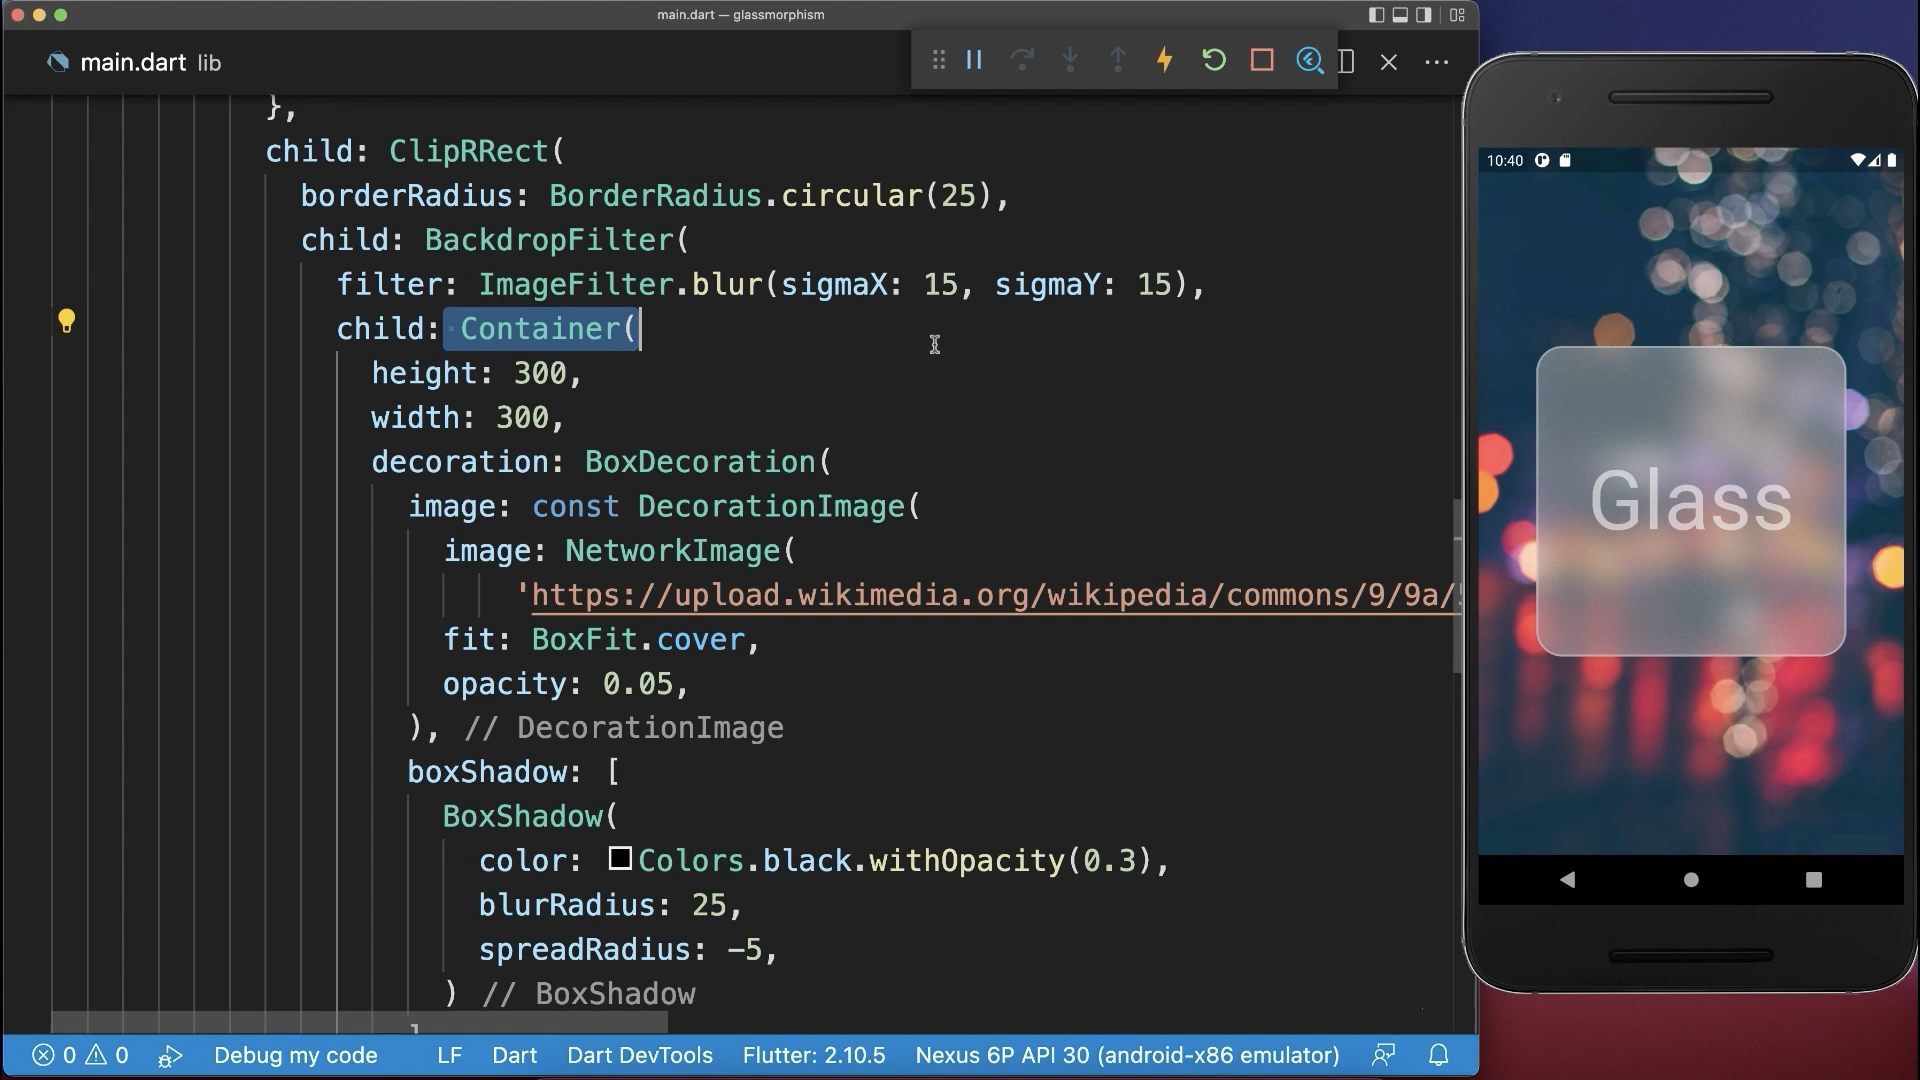 main.dart — glassmorphism
main.dart lib
},
child: ClipRRect(
borderRadius: BorderRadius.circular(25),
child: BackdropFilter(
filter: ImageFilter.blur(sigmaX: 15, sigmaY: 15),
child: Container(
height: 300,
width: 300,
decoration: BoxDecoration(
image: const DecorationImage(
image: NetworkImage(
'https://upload.wikimedia.org/wikipedia/commons/9/9a/
fit: BoxFit.cover,
opacity: 0.05,
), // DecorationImage
boxShadow: [
BoxShadow(
color: Colors.black.withOpacity(0.3),
blurRadius: 25,
spreadRadius: -5,
) // BoxShadow
0 0 Debug my code LF Dart Dart DevTools Flutter: 2.10.5 Nexus 6P API 30 (android-x86 emulator)
10:40
Glass